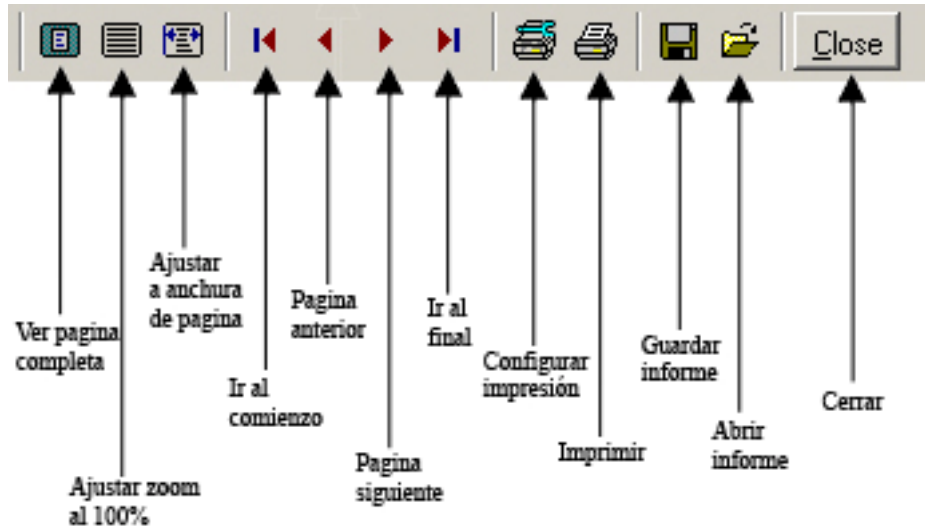 Close
Ajustar
a anchura
de pagina
Pagina
anterior
Ir al
final
Ver pagina
completa
Guardar
informe
Configurar
impresión
Ir al
comienzo
Cerrar
Abrir
informe
Imprimir
Pagina
siguiente
Ajustar zoom
al 100%